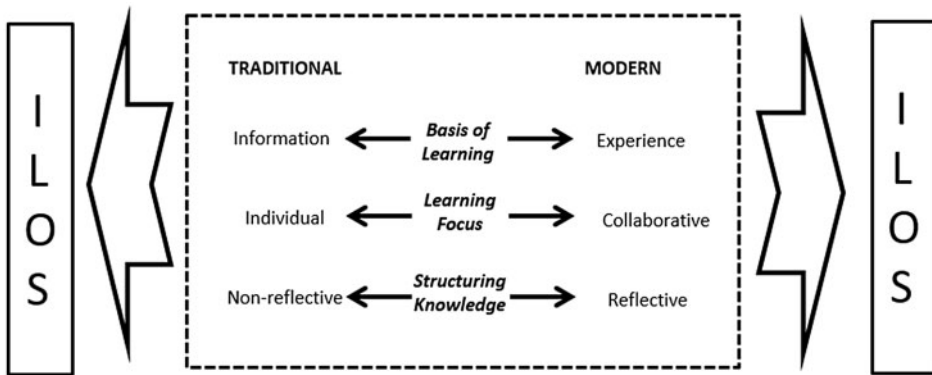 I
L
O
S
TRADITIONAL MODERN
Information Basis of Learning Experience
Individual Learning Focus Collaborative
Non-reflective Structuring Knowledge Reflective
I
L
O
S